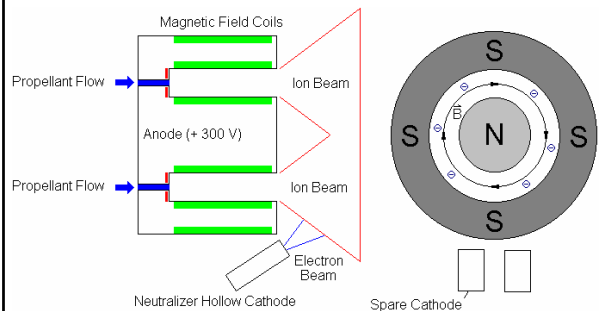 Magnetic Field Coils
Propellant Flow
Ion Beam
Anode (+ 300 V)
Propellant Flow
Ion Beam
Electron
Beam
Neutralizer Hollow Cathode
S
S
B
N
S
S
Spare Cathode